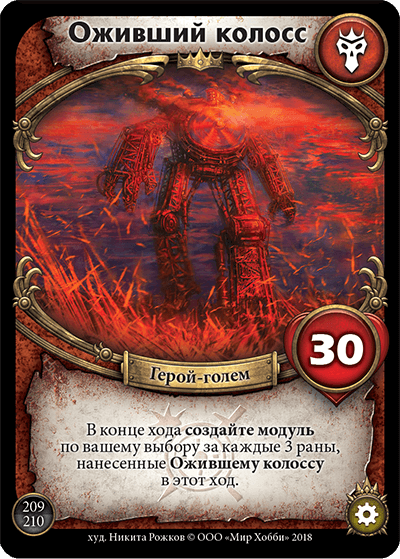 Оживший колосс
30
Герой-голем
В конце хода создайте модуль
по вашему выбору за каждые 3 раны,
нанесенные Ожившему колоссу
в этот ход.
209
210
худ. Никита Рожков © ООО «Мир Хобби» 2018